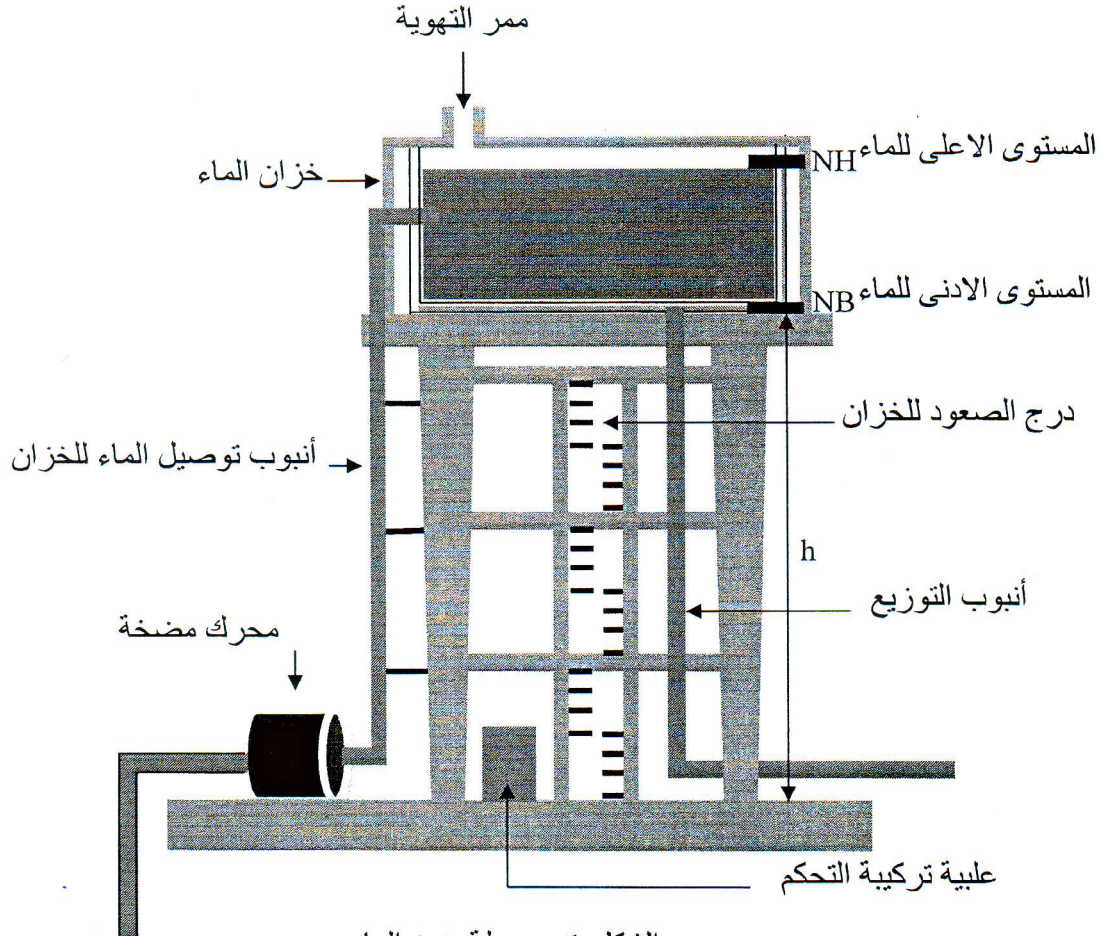 ممر التهوية
المستوى الاعلى للماء NH
خزان الماء
المستوى الادنى للماء NB
درج الصعود للخزان
أنبوب توصيل الماء للخزان
h
أنبوب التوزيع
محرك مضخة
علبية تركيبة التحكم